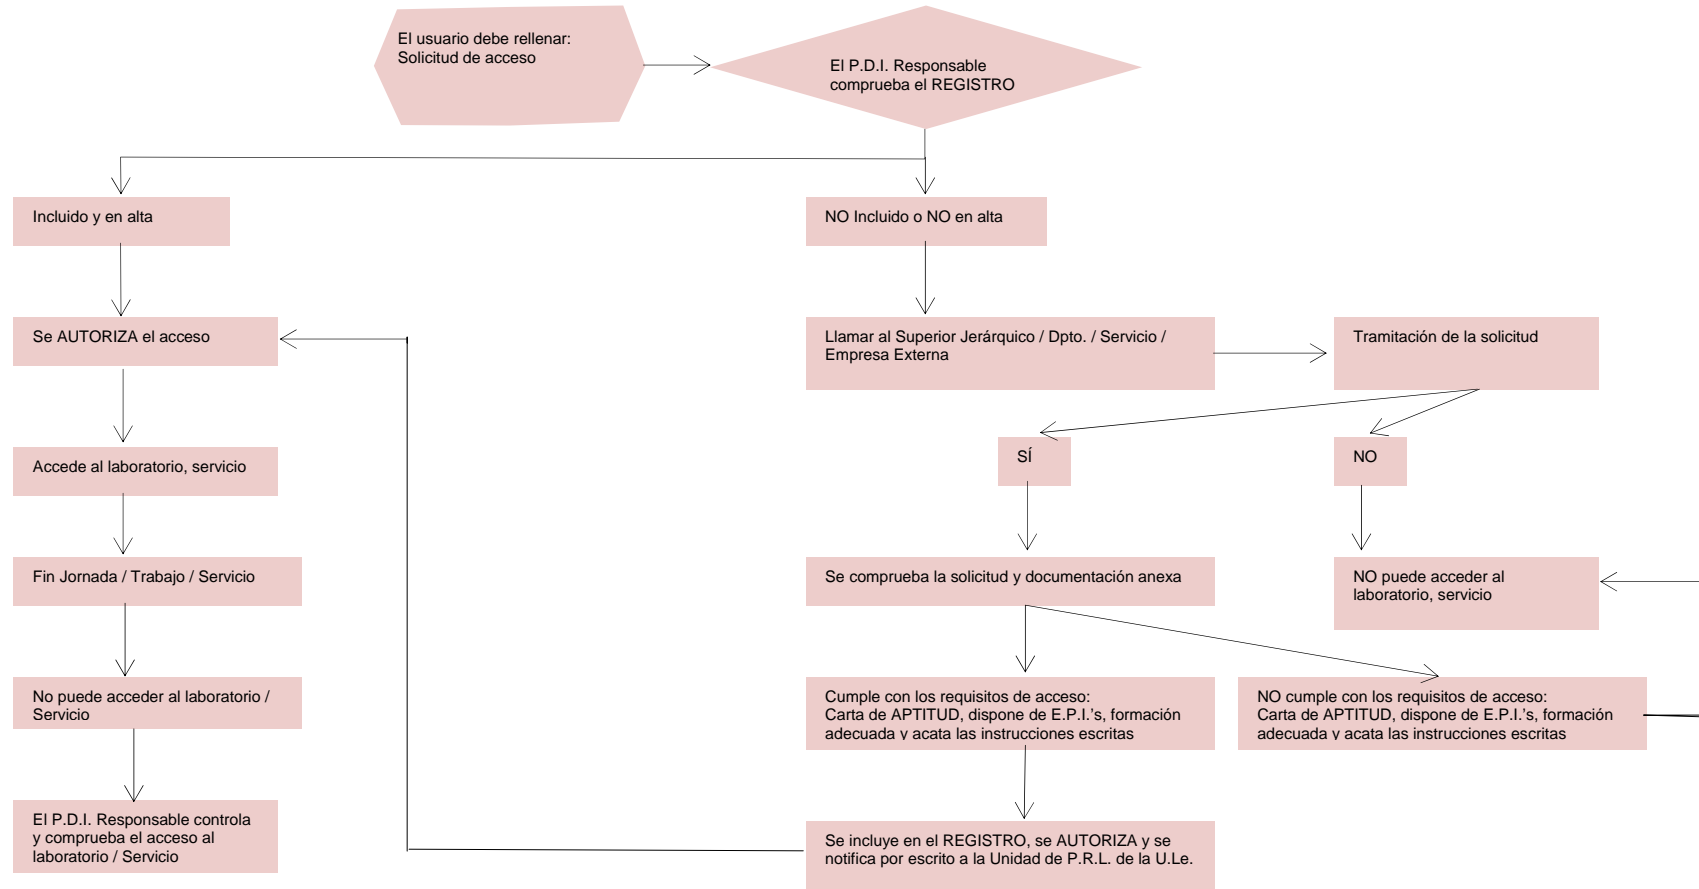 El usuario debe rellenar:
Solicitud de acceso
El P.D.I. Responsable
comprueba el REGISTRO
Incluido y en alta
NO Incluido o NO en alta
Se AUTORIZA el acceso
Llamar al Superior Jerárquico / Dpto. / Servicio /
Empresa Externa
Tramitación de la solicitud
Accede al laboratorio, servicio
SÍ
NO
Fin Jornada / Trabajo / Servicio
Se comprueba la solicitud y documentación anexa
NO puede acceder al
laboratorio, servicio
No puede acceder al laboratorio /
Servicio
Cumple con los requisitos de acceso:
Carta de APTITUD, dispone de E.P.I.'s, formación
adecuada y acata las instrucciones escritas
NO cumple con los requisitos de acceso:
Carta de APTITUD, dispone de E.P.I.'s, formación
adecuada y acata las instrucciones escritas
El P.D.I. Responsable controla
y comprueba el acceso al
laboratorio / Servicio
Se incluye en el REGISTRO, se AUTORIZA y se
notifica por escrito a la Unidad de P.R.L. de la U.Le.